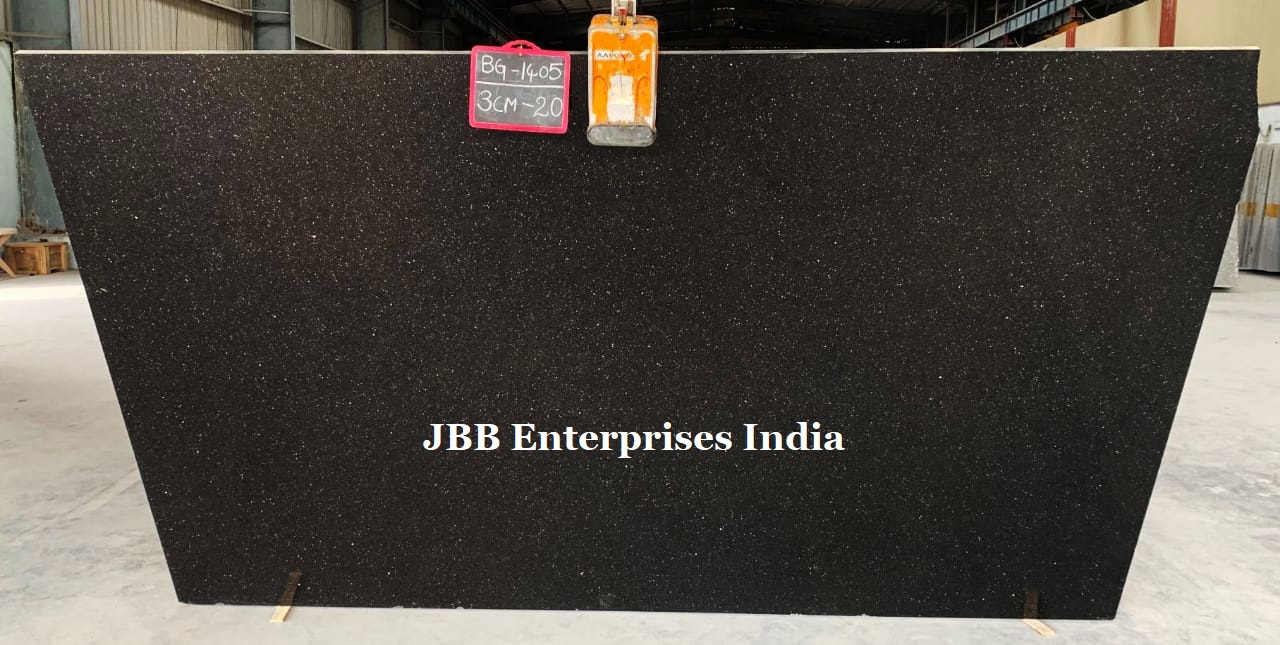 BG-1405
3CM-20
JBB Enterprises India